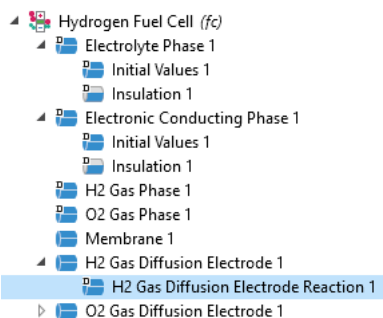 Hydrogen Fuel Cell (fc)
Electrolyte Phase 1
Initial Values 1
Insulation 1
Electronic Conducting Phase 1
Initial Values 1
Insulation 1
H2 Gas Phase 1
O2 Gas Phase 1
Membrane 1
H2 Gas Diffusion Electrode 1
H2 Gas Diffusion Electrode Reaction 1
O2 Gas Diffusion Electrode 1